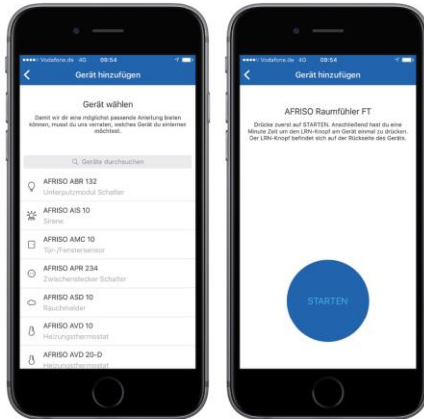 Vodafone.de 4G 09:54
Gerät hinzufügen
Gerät wählen
Damit wir dir eine möglichst passende Anleitung bieten
können, musst du uns verraten, welches Gerät du einlernen
möchtest.
Geräte durchsuchen
AFRISO ABR 132
Unterputzmodul Schalter
AFRISO AIS 10
Sirene
AFRISO AMC 10
Tür-/Fenstersensor
AFRISO APR 234
Zwischenstecker Schalter
AFRISO ASD 10
Rauchmelder
AFRISO AVD 10
Heizungsthermostat
AFRISO AVD 20-D
Heizungsthermostat
Vodafone.de 4G 09:54
Gerät hinzufügen
AFRISO Raumfühler FT
Drücke zuerst auf STARTEN. Anschließend hast du eine
Minute Zeit um den LRN-Knopf am Gerät einmal zu drücken.
Der LRN-Knopf befindet sich auf der Rückseite des Geräts.
STARTEN